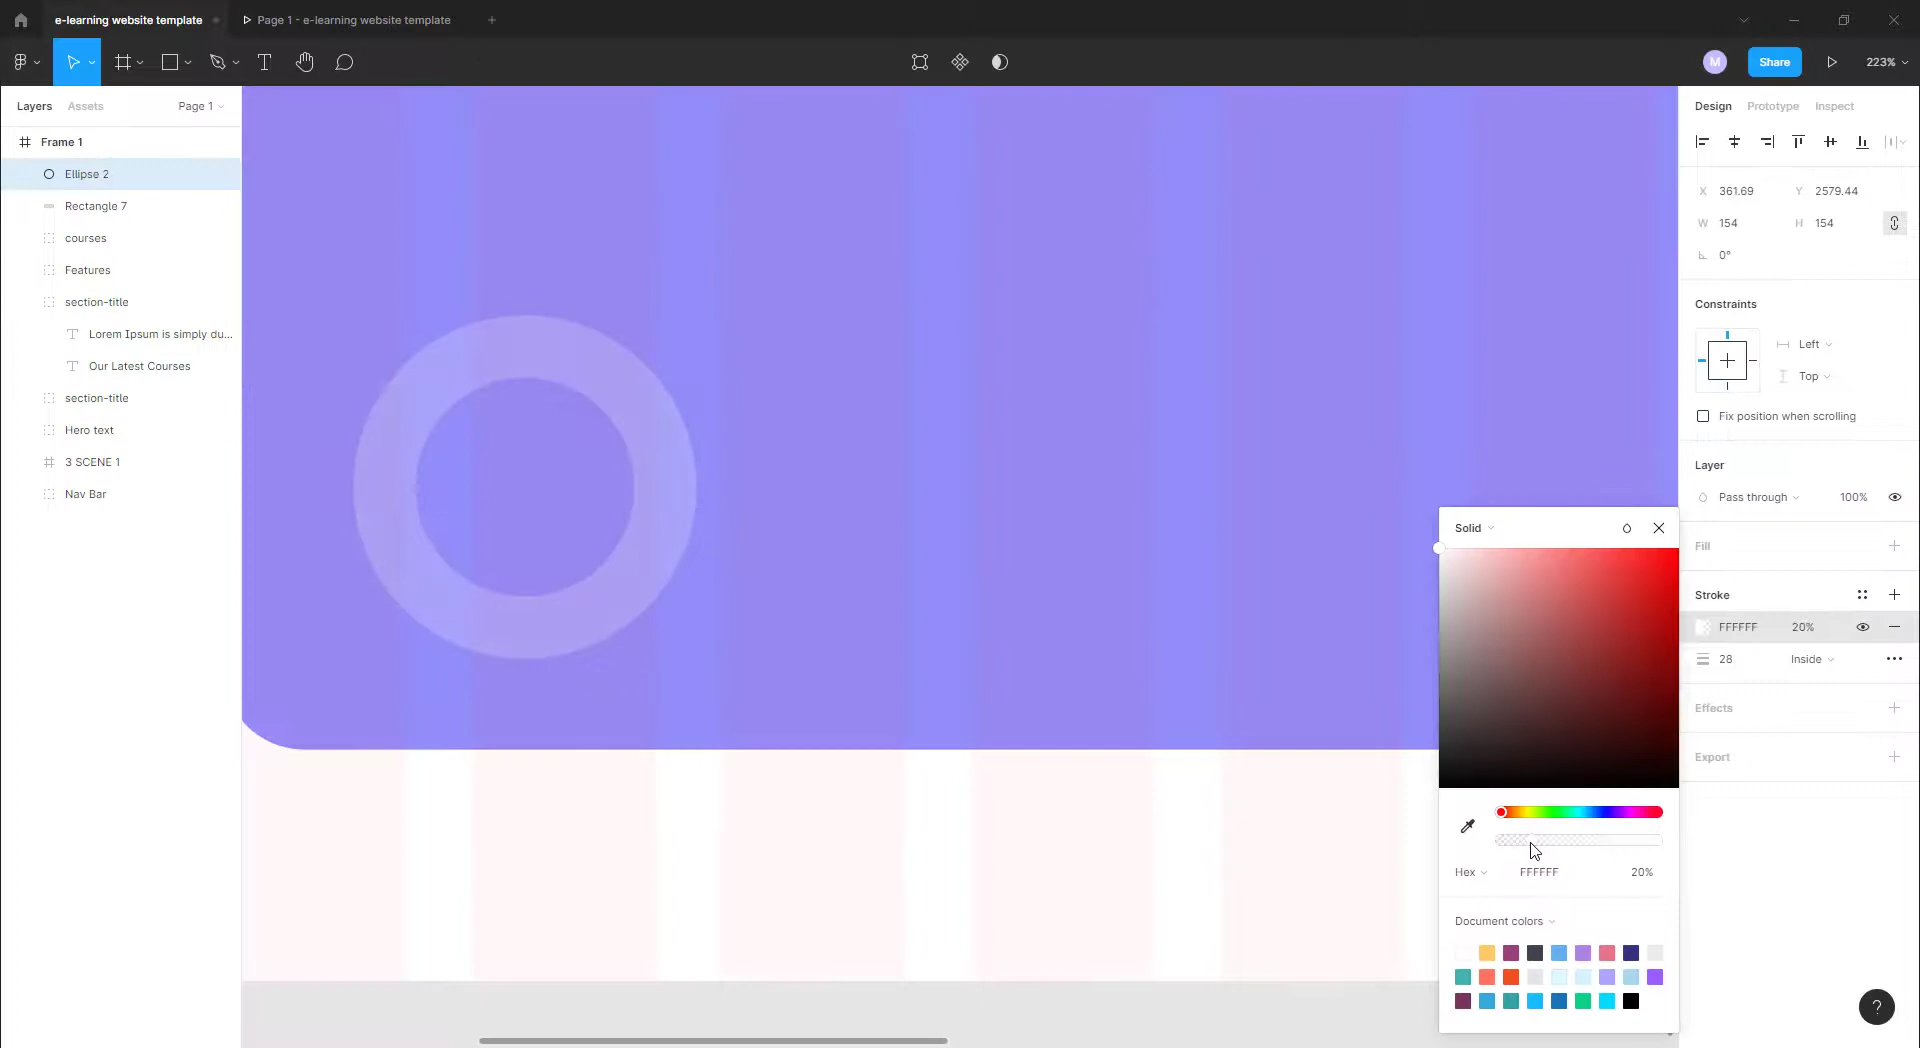 e-learning website template
Page 1 - e-learning website template
M
Share
223%
Layers
Assets
Page 1
Frame 1
Ellipse 2
Rectangle 7
courses
Features
section-title
Lorem Ipsum is simply du...
Our Latest Courses
section-title
Hero text
3 SCENE 1
Nav Bar
Design
Prototype
Inspect
X 361.69 Y 2579.44
W 154 H 154
0°
Constraints
Left
Top
Fix position when scrolling
Layer
Pass through 100%
Fill
Stroke
FFFFFF 20%
28 Inside
Effects
Export
Solid
Hex FFFFFF 20%
Document colors
?